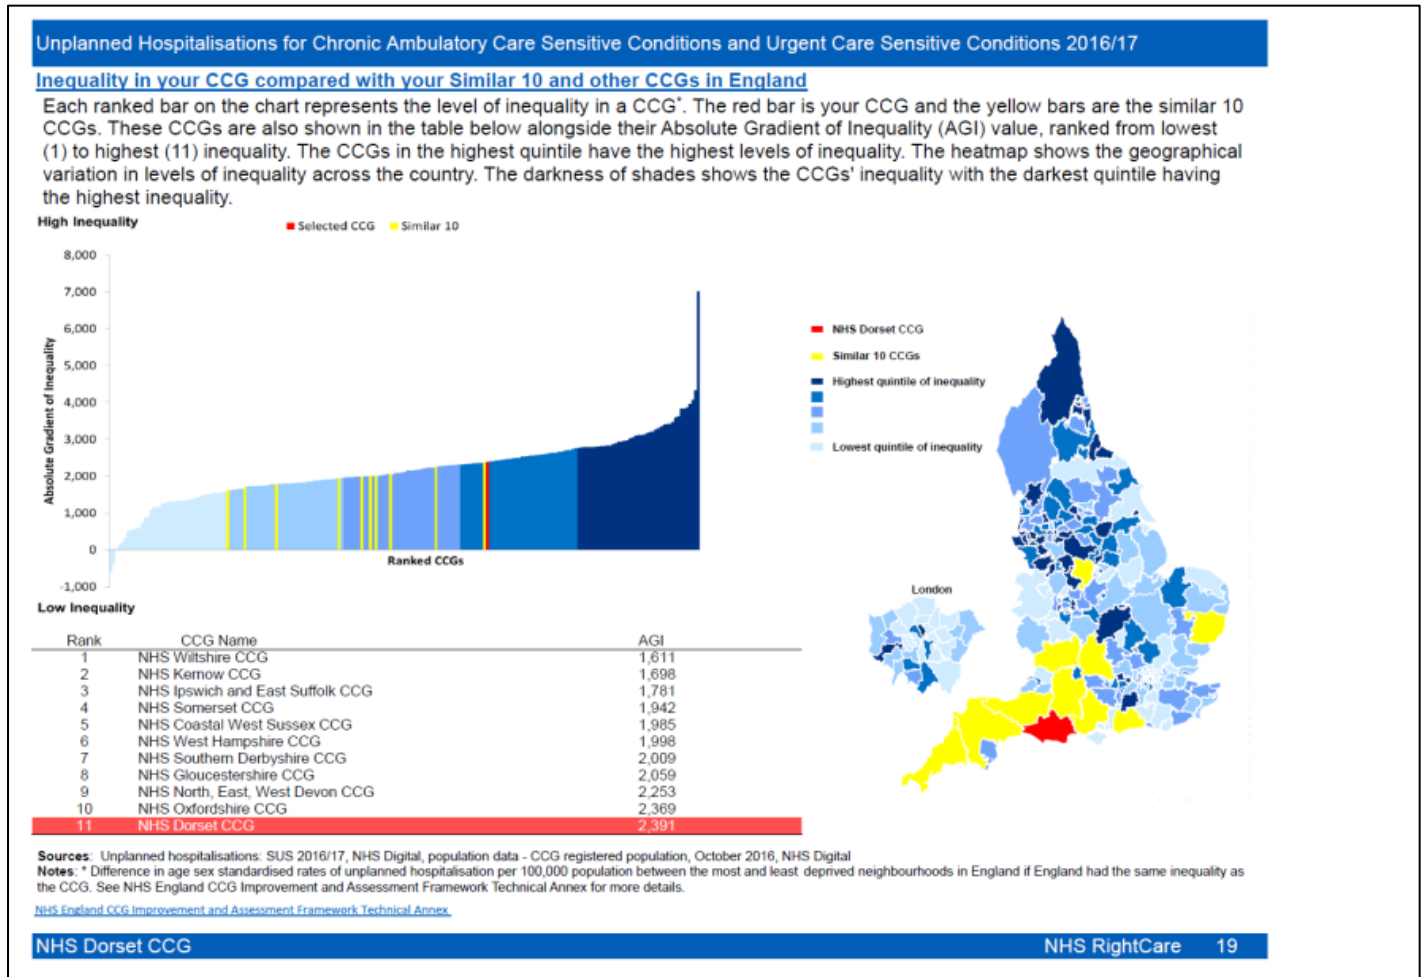 Unplanned Hospitalisations for Chronic Ambulatory Care Sensitive Conditions and Urgent Care Sensitive Conditions 2016/17
Inequality in your CCG compared with your Similar 10 and other CCGs in England
Each ranked bar on the chart represents the level of inequality in a CCG*. The red bar is your CCG and the yellow bars are the similar 10
CCGs. These CCGs are also shown in the table below alongside their Absolute Gradient of Inequality (AGI) value, ranked from lowest
(1) to highest (11) inequality. The CCGs in the highest quintile have the highest levels of inequality. The heatmap shows the geographical
variation in levels of inequality across the country. The darkness of shades shows the CCGs' inequality with the darkest quintile having
the highest inequality.
High Inequality
Selected CCG Similar 10
Absolute Gradient of Inequality
8,000
7,000
6,000
5,000
4,000
3,000
2,000
1,000
0
-1,000
Ranked CCGs
Low Inequality
NHS Dorset CCG
Similar 10 CCGs
Highest quintile of inequality
Lowest quintile of inequality
London
Rank CCG Name AGI
1 NHS Wiltshire CCG 1,611
2 NHS Kernow CCG 1,698
3 NHS Ipswich and East Suffolk CCG 1,781
4 NHS Somerset CCG 1,942
5 NHS Coastal West Sussex CCG 1,985
6 NHS West Hampshire CCG 1,998
7 NHS Southern Derbyshire CCG 2,009
8 NHS Gloucestershire CCG 2,059
9 NHS North, East, West Devon CCG 2,253
10 NHS Oxfordshire CCG 2,369
11 NHS Dorset CCG 2,391
Sources: Unplanned hospitalisations: SUS 2016/17, NHS Digital, population data - CCG registered population, October 2016, NHS Digital
Notes: * Difference in age sex standardised rates of unplanned hospitalisation per 100,000 population between the most and least deprived neighbourhoods in England if England had the same inequality as
the CCG. See NHS England CCG Improvement and Assessment Framework Technical Annex for more details.
NHS England CCG Improvement and Assessment Framework Technical Annex
NHS Dorset CCG NHS RightCare 19